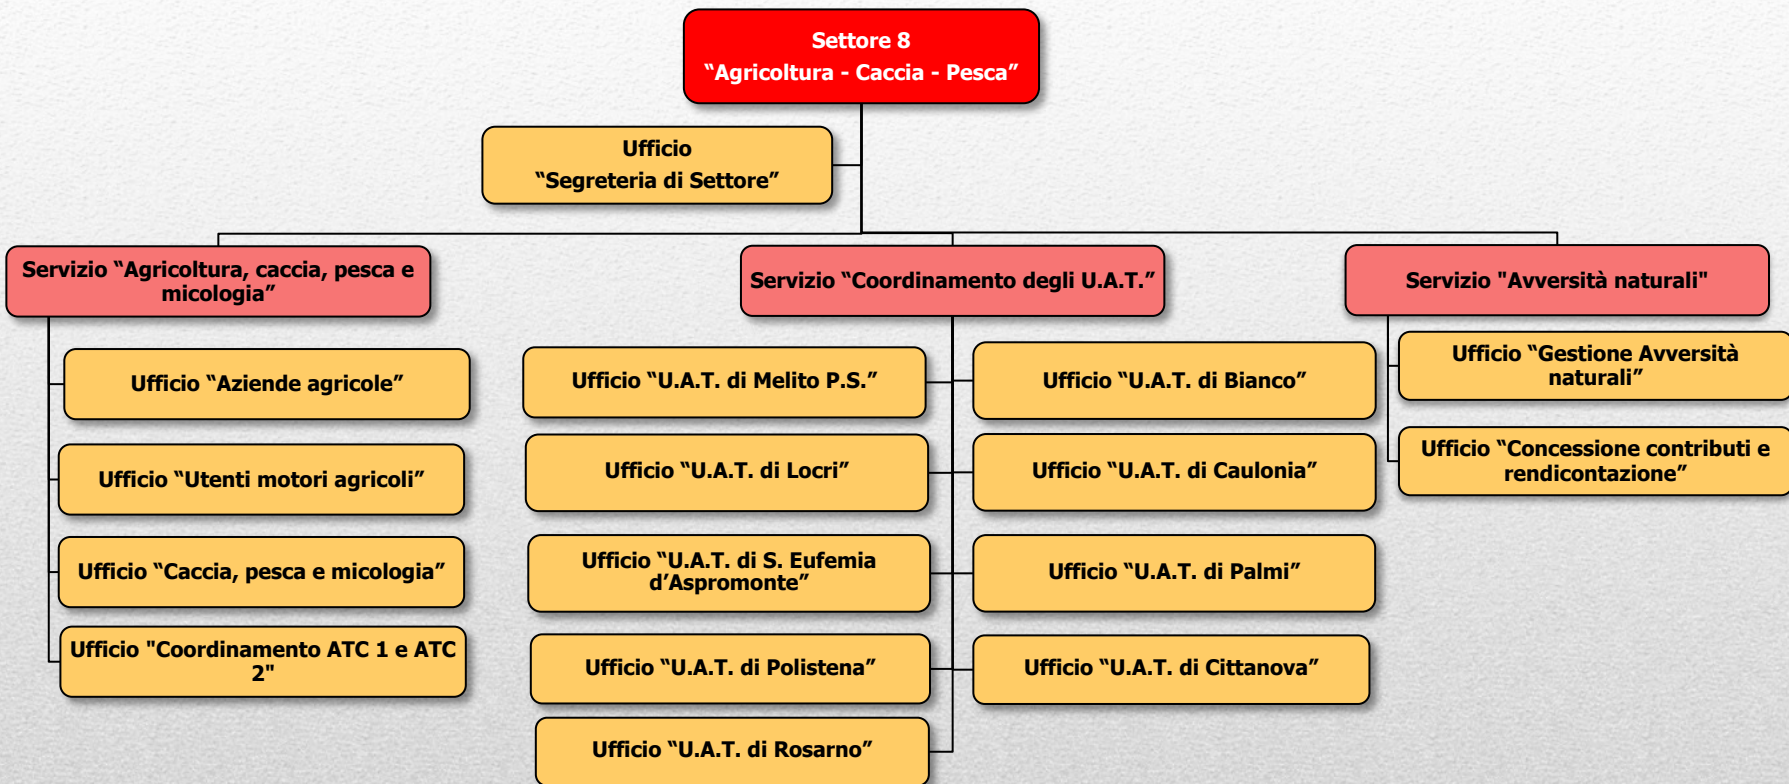 Settore 8
“Agricoltura - Caccia - Pesca”
Ufficio
“Segreteria di Settore”
Servizio “Agricoltura, caccia, pesca e
micologia”
Servizio “Coordinamento degli U.A.T.”
Servizio "Avversità naturali"
Ufficio “Aziende agricole”
Ufficio “Utenti motori agricoli”
Ufficio “Caccia, pesca e micologia”
Ufficio "Coordinamento ATC 1 e ATC
2"
Ufficio “U.A.T. di Melito P.S.”
Ufficio “U.A.T. di Bianco”
Ufficio “U.A.T. di Locri”
Ufficio “U.A.T. di Caulonia”
Ufficio “U.A.T. di S. Eufemia
d’Aspromonte”
Ufficio “U.A.T. di Palmi”
Ufficio “U.A.T. di Polistena”
Ufficio “U.A.T. di Cittanova”
Ufficio “U.A.T. di Rosarno”
Ufficio “Gestione Avversità
naturali”
Ufficio “Concessione contributi e
rendicontazione”